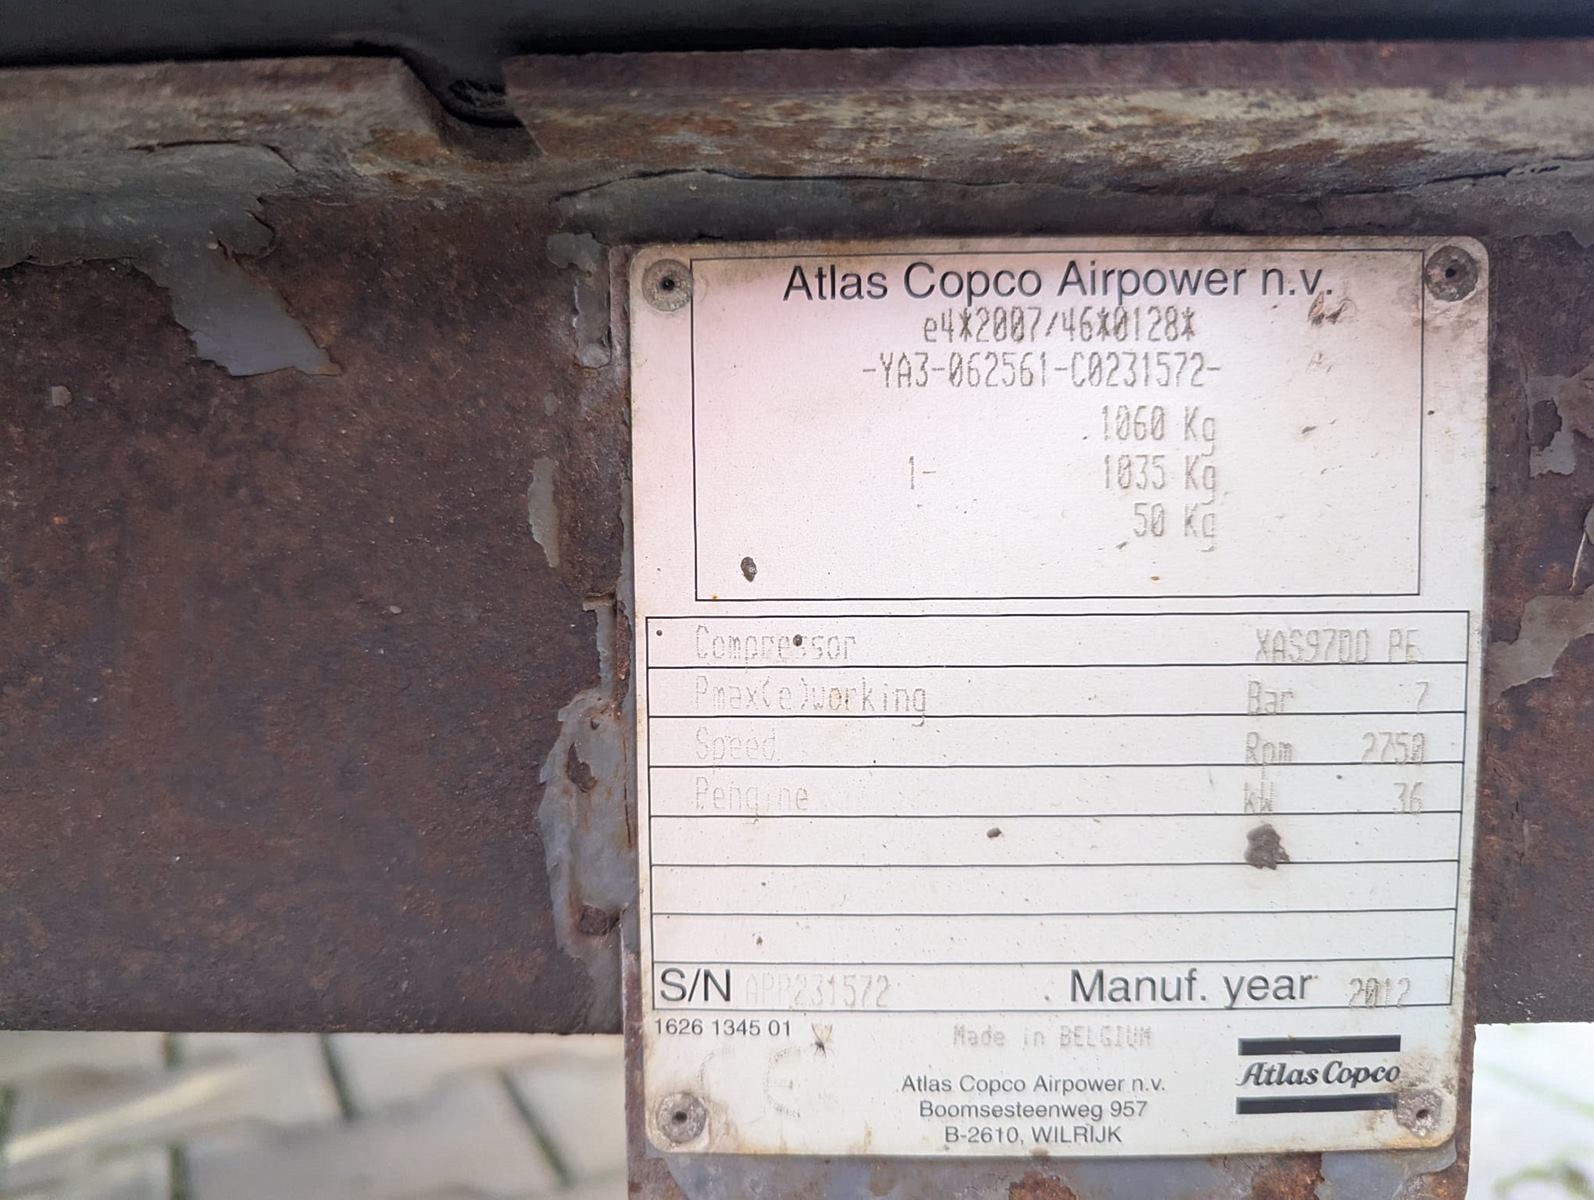 Atlas Copco Airpower n.v.
e4*2007/46*0128*
-YA3-062561-C0231572-
1060 Kg
1- 1035 Kg
50 Kg
Compressor XAS97DD PE
Pmax(e)working Bar 7
Speed Rpm 2750
Pengine kW 36
S/N APP231572 Manuf. year 2012
1626 1345 01
Made in BELGIUM
CE
Atlas Copco Airpower n.v.
Boomsesteenweg 957
B-2610, WILRIJK
Atlas Copco